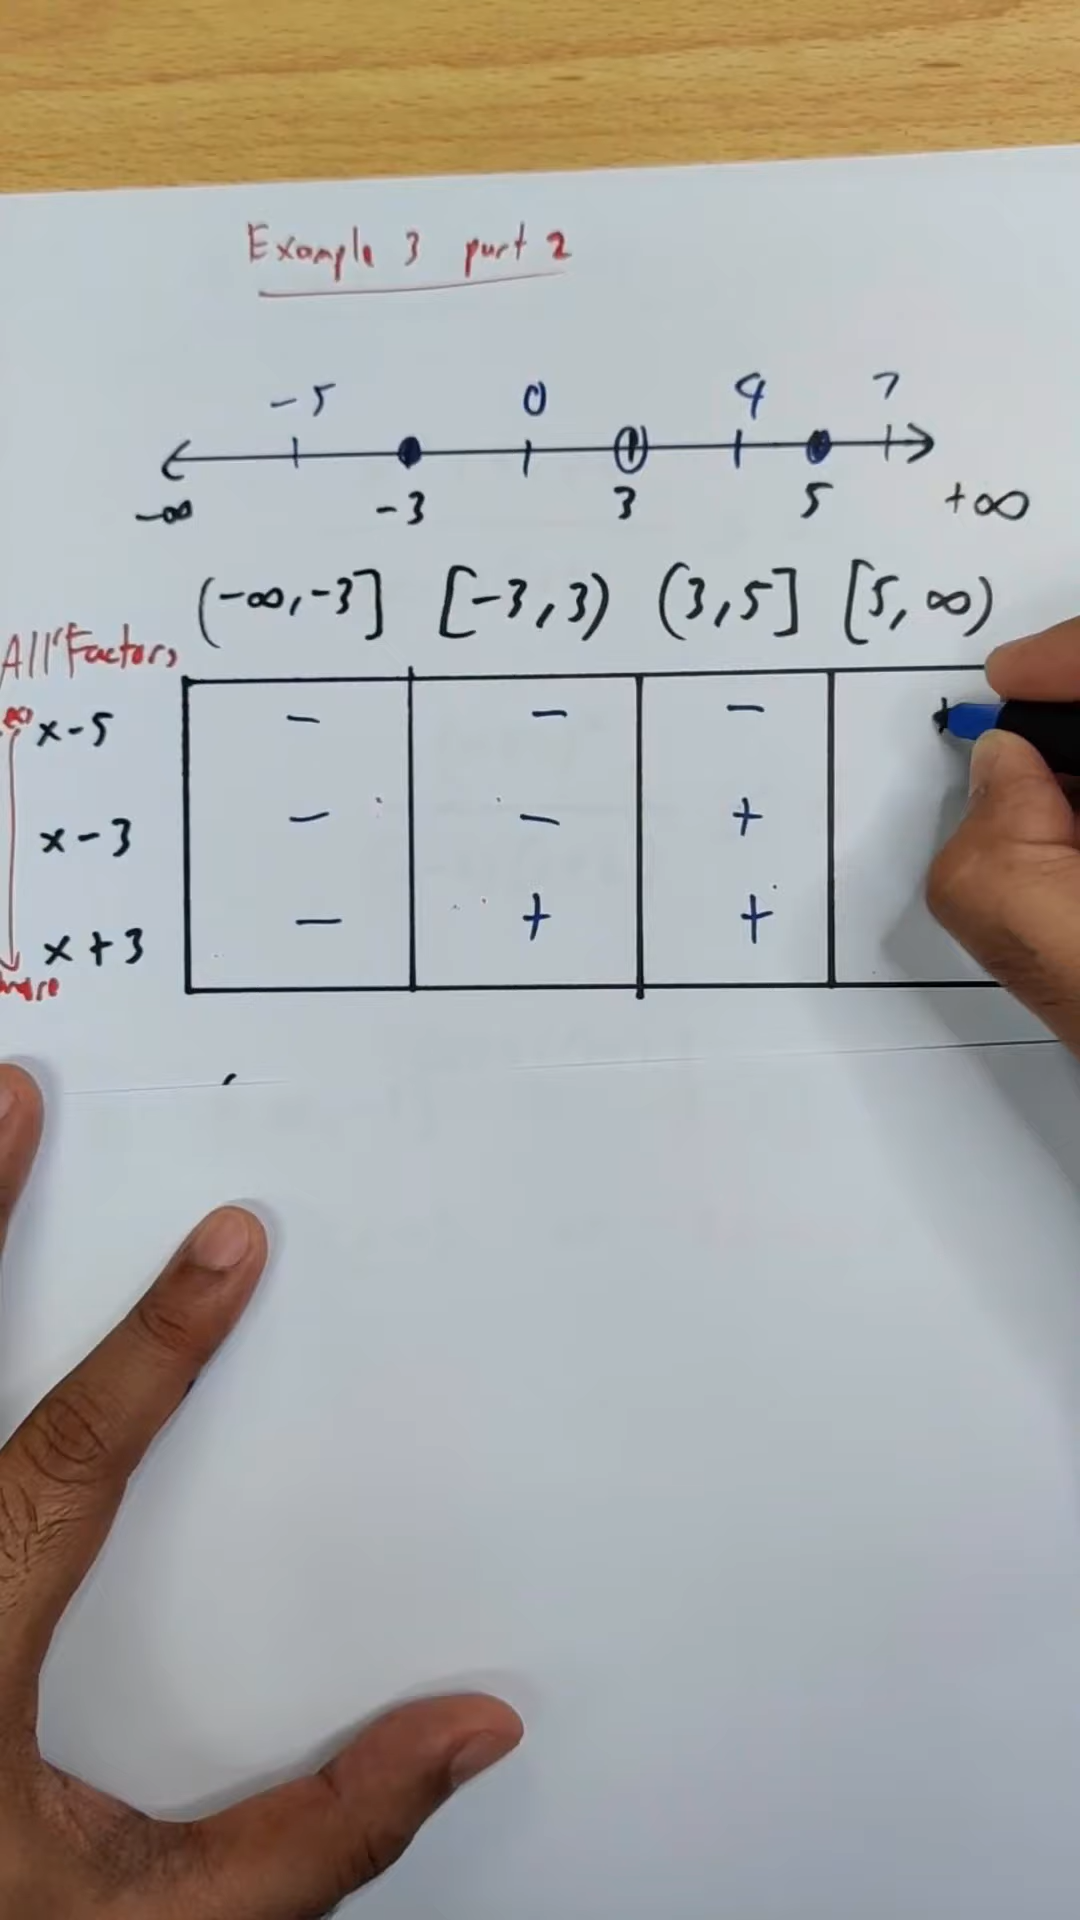 Example 3 part 2
-5 0 4 7
-∞ -3 3 5 +∞
(-∞,-3] [-3,3) (3,5] [5,∞)
All Factors
x-5 - - - +
x-3 - - +
x+3 - + +